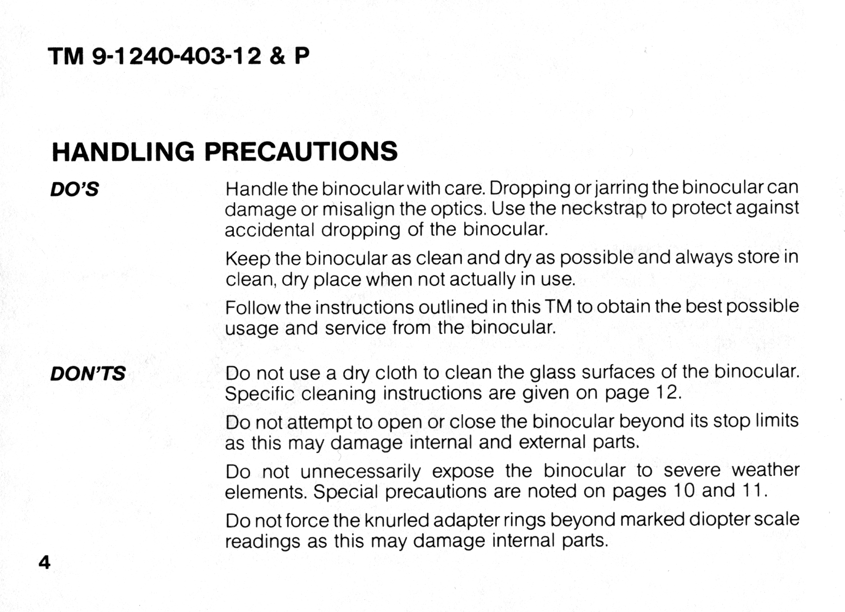 TM 9-1240-403-12 & P
HANDLING PRECAUTIONS
DO'S
Handle the binocular with care. Dropping or jarring the binocular can
damage or misalign the optics. Use the neckstrap to protect against
accidental dropping of the binocular.
Keep the binocular as clean and dry as possible and always store in
clean, dry place when not actually in use.
Follow the instructions outlined in this TM to obtain the best possible
usage and service from the binocular.
DON'TS
Do not use a dry cloth to clean the glass surfaces of the binocular.
Specific cleaning instructions are given on page 12.
Do not attempt to open or close the binocular beyond its stop limits
as this may damage internal and external parts.
Do not unnecessarily expose the binocular to severe weather
elements. Special precautions are noted on pages 10 and 11.
Do not force the knurled adapter rings beyond marked diopter scale
readings as this may damage internal parts.
4